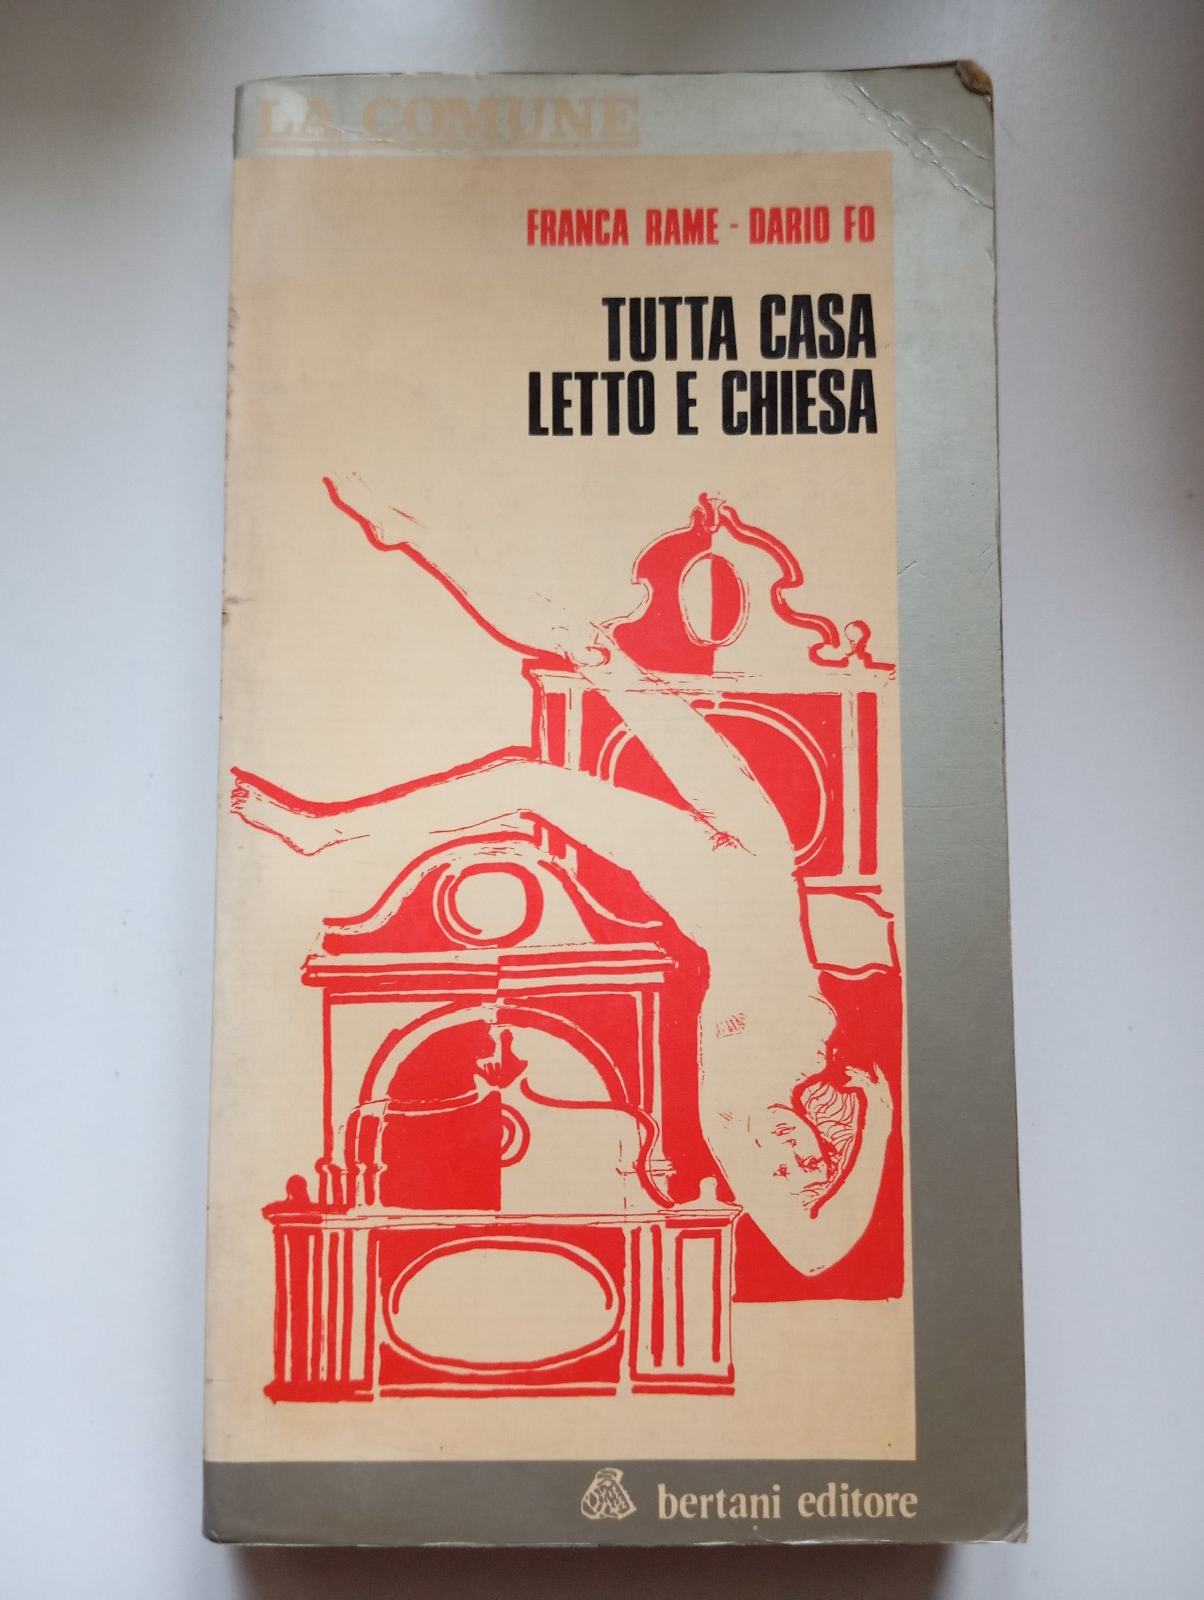 LA COMUNE
FRANCA RAME - DARIO FO
TUTTA CASA
LETTO E CHIESA
bertani editore